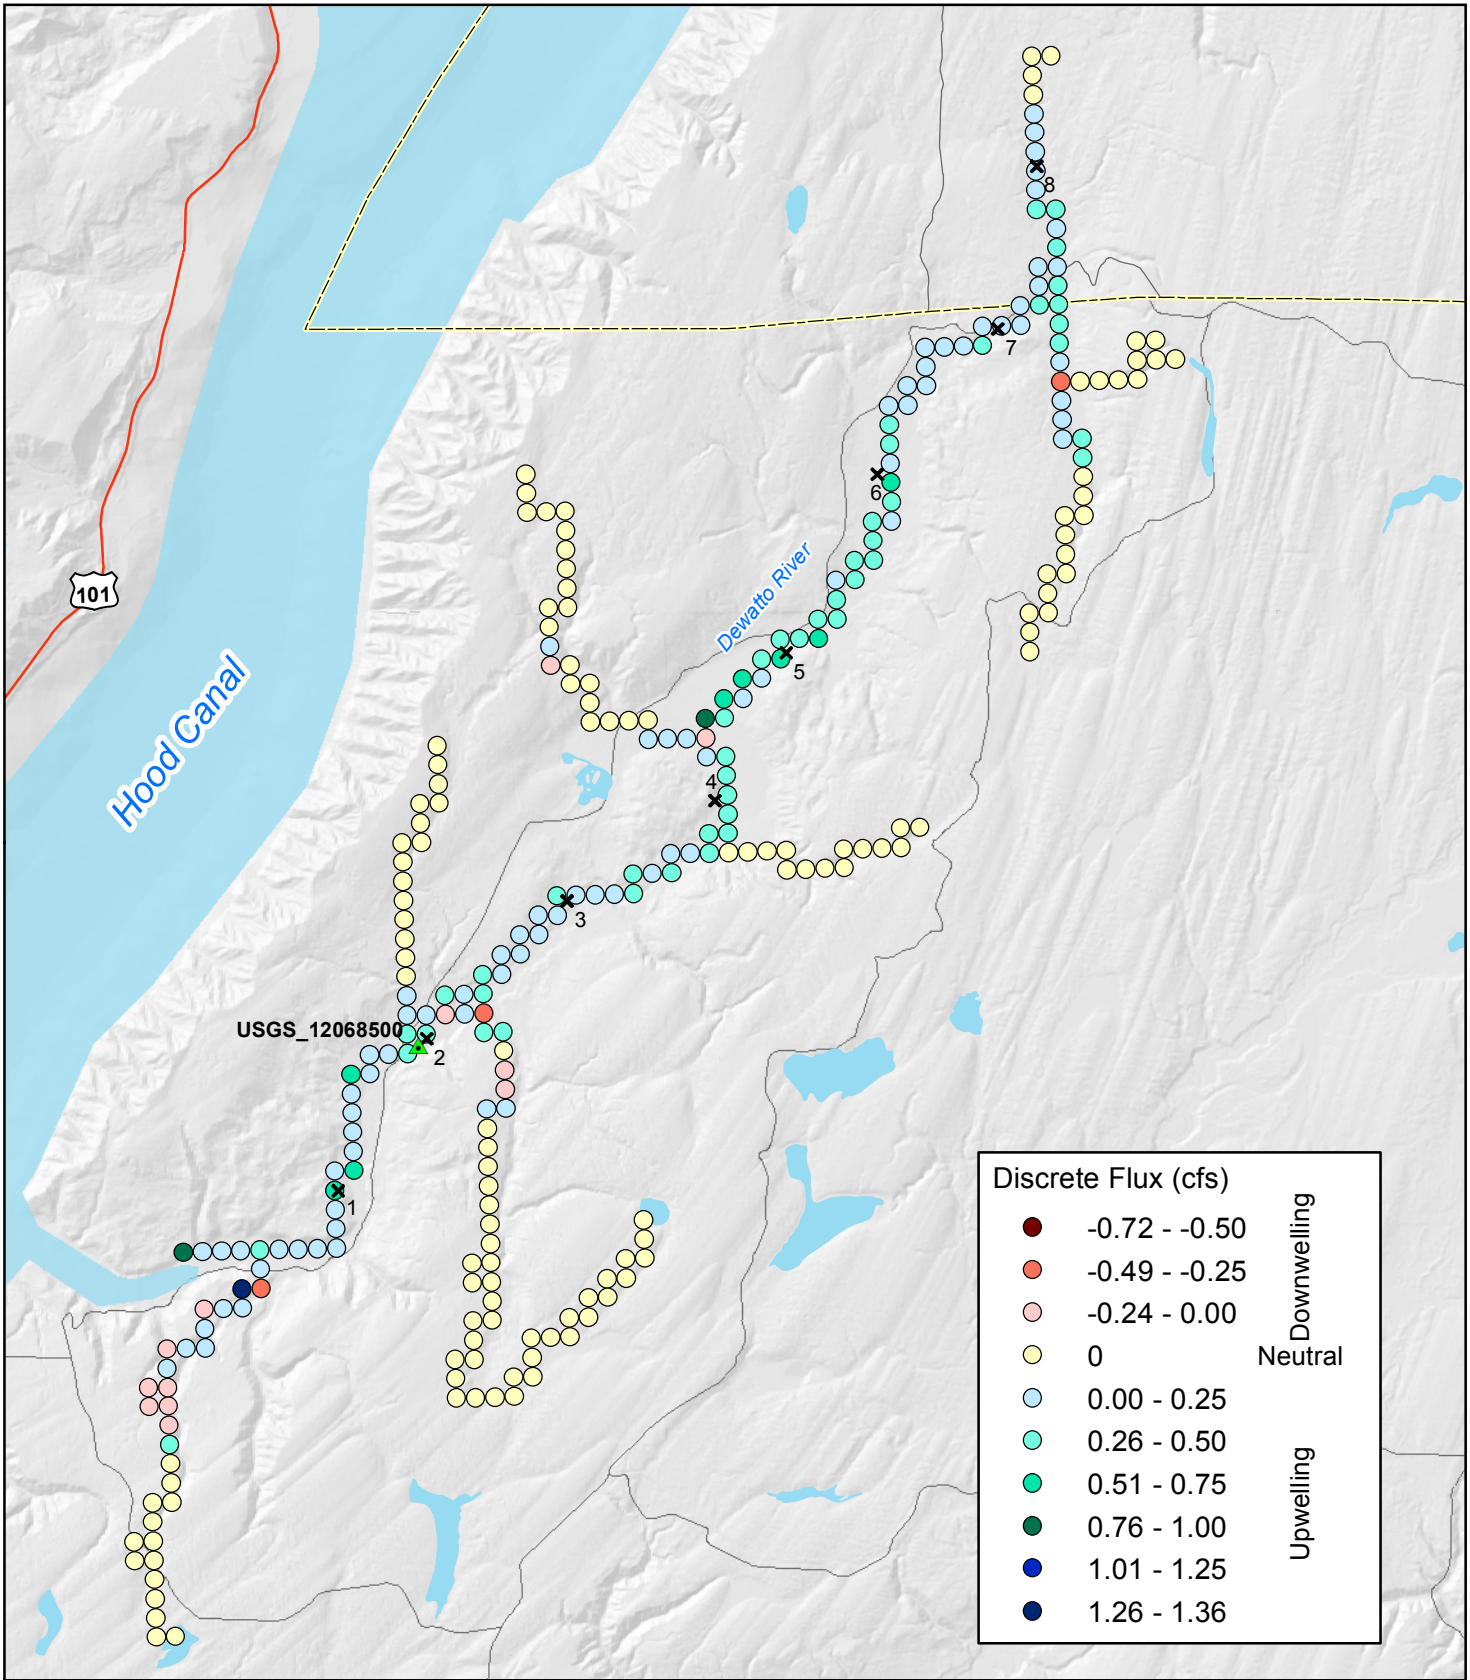 8
7
101
6
Dewatto River
5
Hood Canal
4
3
USGS_12068500
2
1
Discrete Flux (cfs)
-0.72 - -0.50
-0.49 - -0.25
-0.24 - 0.00
Downwelling
0
Neutral
0.00 - 0.25
0.26 - 0.50
0.51 - 0.75
0.76 - 1.00
1.01 - 1.25
1.26 - 1.36
Upwelling